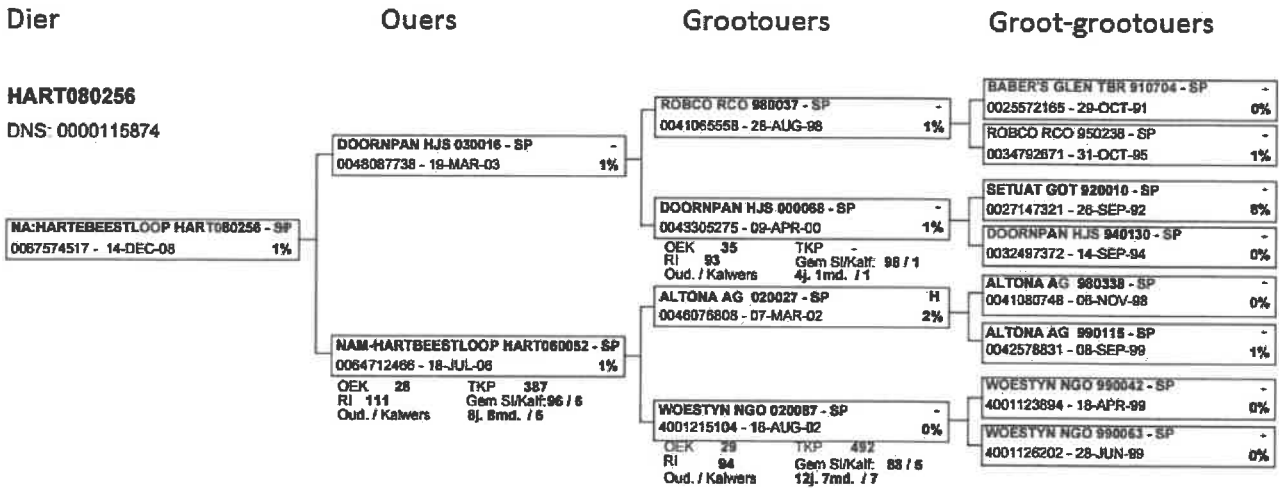 Dier
Ouers
Grootouers
Groot-grootouers
HART080256
DNS: 0000115874
NA:HARTEBEESTLOOP HART080256 - SP
0067574517 - 14-DEC-08 1%
DOORNPAN HJS 030016 - SP -
0048087738 - 19-MAR-03 1%
NAM-HARTBEESTLOOP HART060052 - SP
0064712466 - 18-JUL-06 1%
OEK 28 TKP 387
RI 111 Gem Sl/Kalf: 96 / 6
Oud. / Kalwers 8j. 8md. / 6
ROBCO RCO 980037 - SP -
0041065558 - 28-AUG-98 1%
DOORNPAN HJS 000068 - SP -
0043305275 - 09-APR-00 1%
OEK 35 TKP -
RI 93 Gem Sl/Kalf: 98 / 1
Oud. / Kalwers 4j. 1md. / 1
ALTONA AG 020027 - SP H
0046076808 - 07-MAR-02 2%
WOESTYN NGO 020087 - SP -
4001215104 - 16-AUG-02 0%
OEK 29 TKP 492
RI 94 Gem Sl/Kalf: 88 / 5
Oud. / Kalwers 12j. 7md. / 7
BABER'S GLEN TBR 910704 - SP -
0025572165 - 29-OCT-91 0%
ROBCO RCO 950238 - SP -
0034792671 - 31-OCT-95 1%
SETUAT GOT 920010 - SP -
0027147321 - 26-SEP-92 6%
DOORNPAN HJS 940130 - SP -
0032497372 - 14-SEP-94 0%
ALTONA AG 980338 - SP -
0041080748 - 06-NOV-98 0%
ALTONA AG 990115 - SP -
0042578831 - 08-SEP-99 1%
WOESTYN NGO 990042 - SP -
4001123894 - 18-APR-99 0%
WOESTYN NGO 990063 - SP -
4001126202 - 28-JUN-99 0%